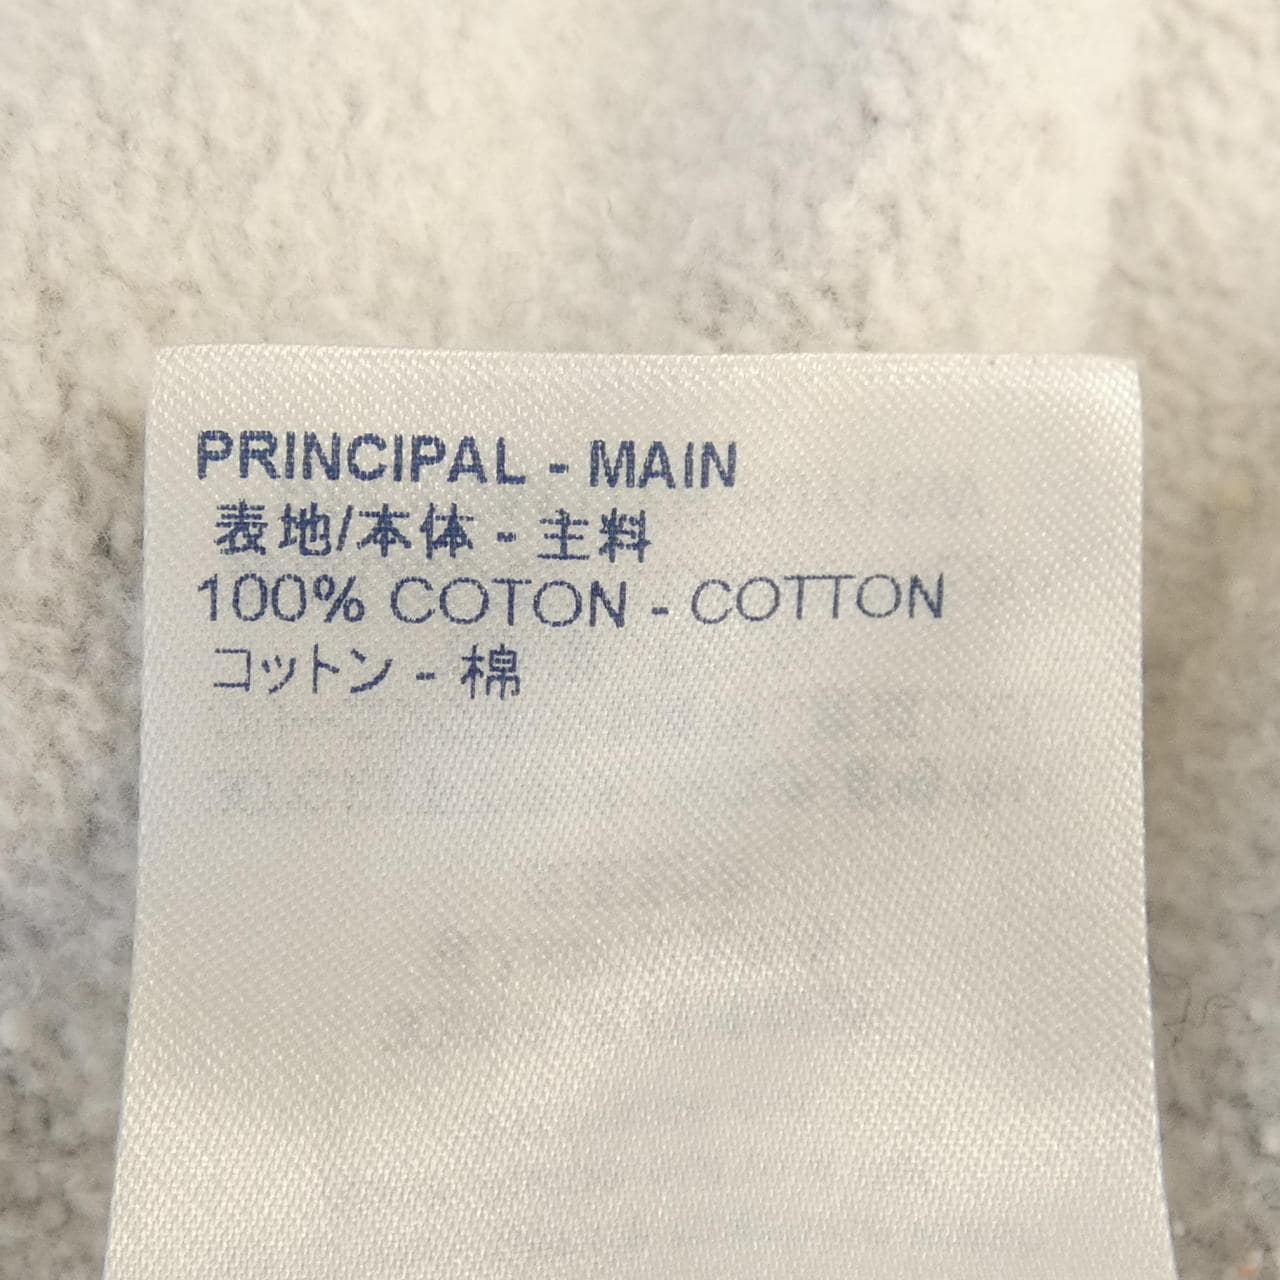 PRINCIPAL - MAIN
表地/本体 - 主料
100% COTON - COTTON
コットン - 棉